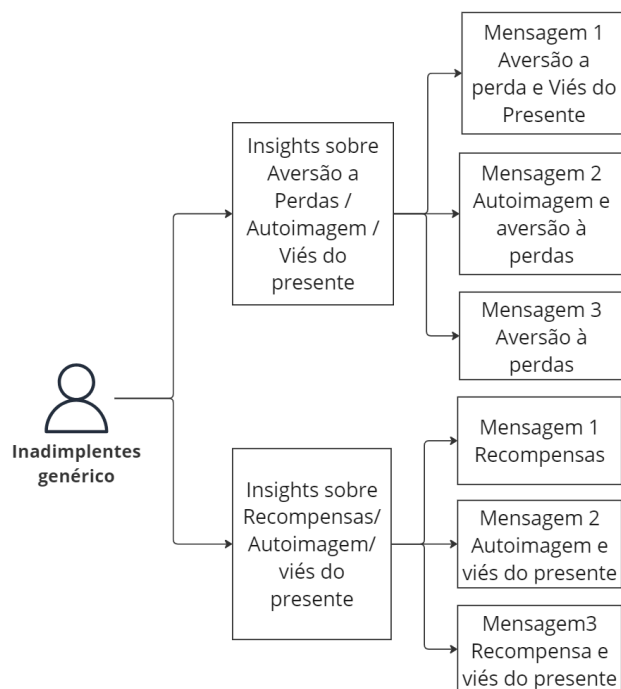 Mensagem 1
Aversão a
perda e Viés do
Presente
Insights sobre
Aversão a
Perdas /
Autoimagem /
Viés do
presente
Mensagem 2
Autoimagem e
aversão à
perdas
Mensagem 3
Aversão à
perdas
Inadimplentes
genérico
Mensagem 1
Recompensas
Insights sobre
Recompensas/
Autoimagem/
viés do
presente
Mensagem 2
Autoimagem e
viés do presente
Mensagem3
Recompensa e
viés do presente